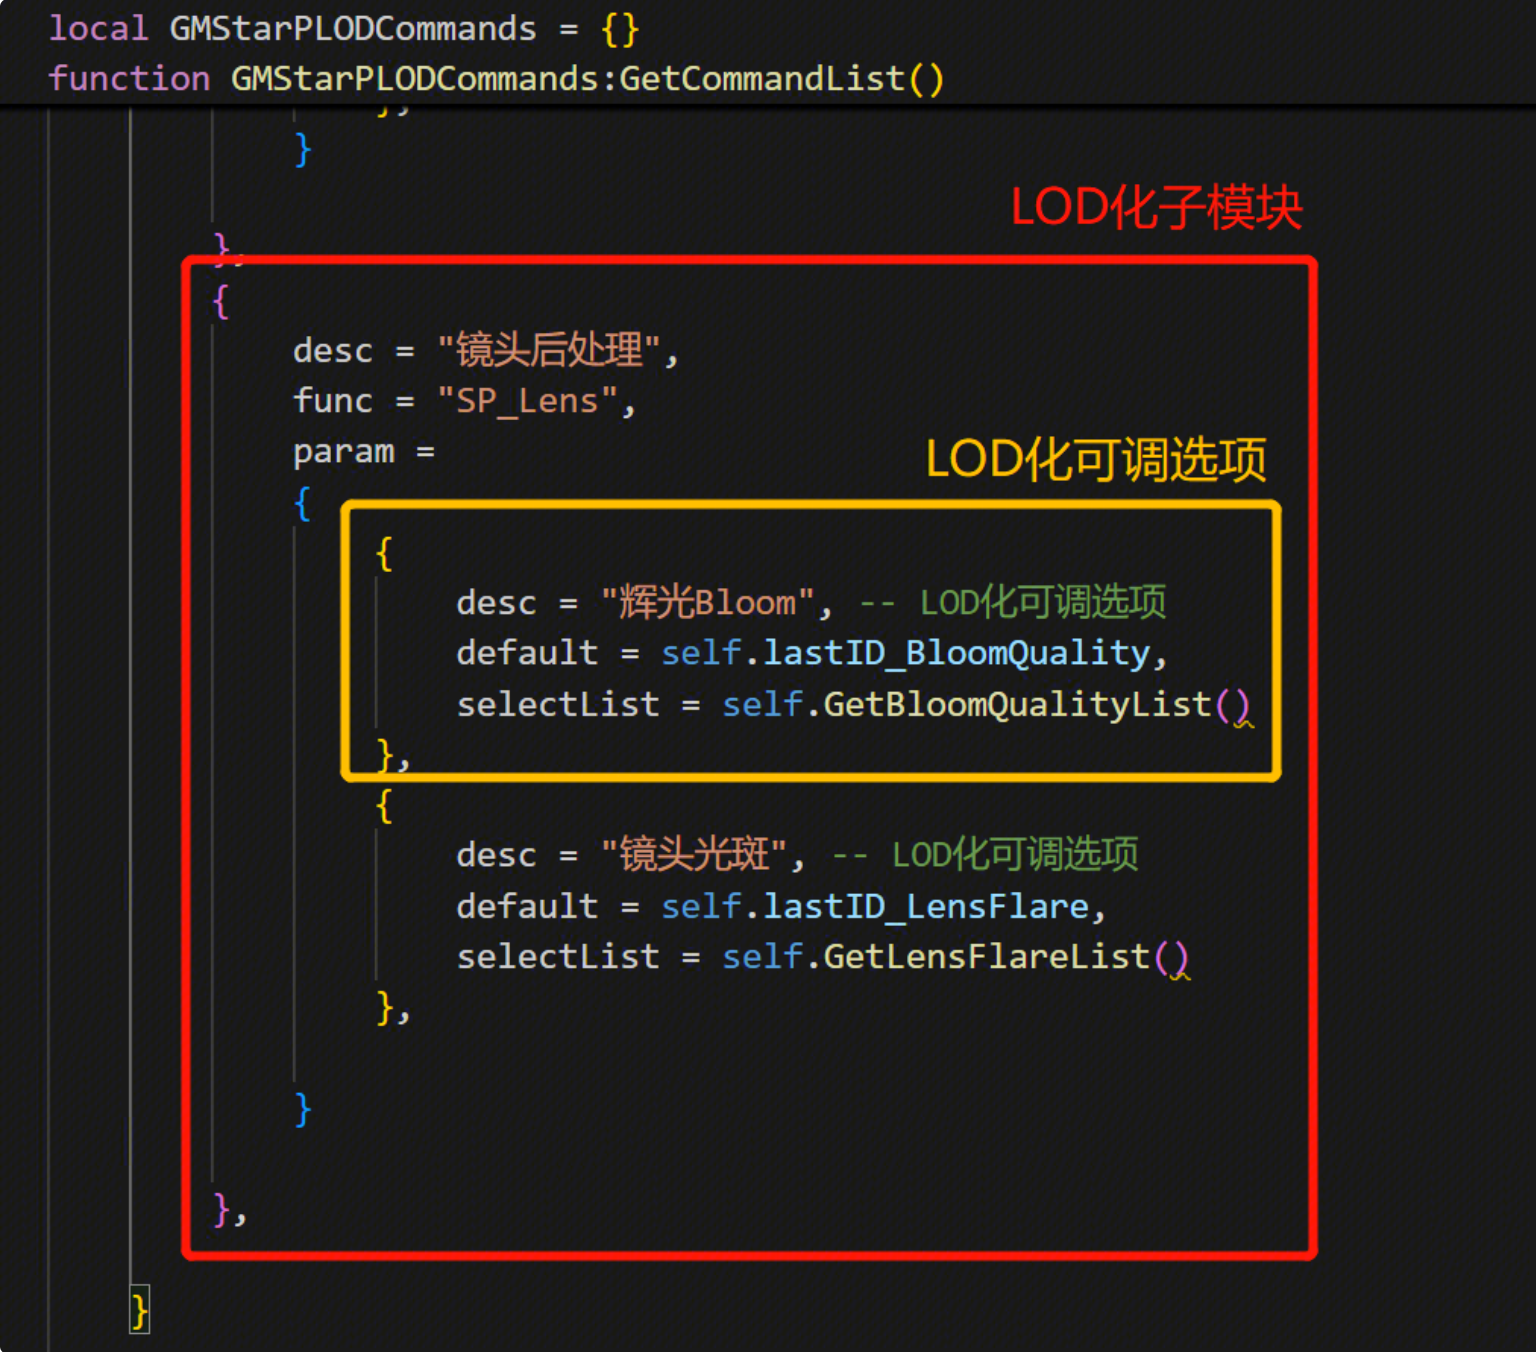 local GMStarPLODCommands = {}
function GMStarPLODCommands:GetCommandList()
},
}
LOD化子模块
},
{
desc = "镜头后处理",
func = "SP_Lens",
param =
LOD化可调选项
{
{
desc = "辉光Bloom", -- LOD化可调选项
default = self.lastID_BloomQuality,
selectList = self.GetBloomQualityList()
},
{
desc = "镜头光斑", -- LOD化可调选项
default = self.lastID_LensFlare,
selectList = self.GetLensFlareList()
},
}
},
}